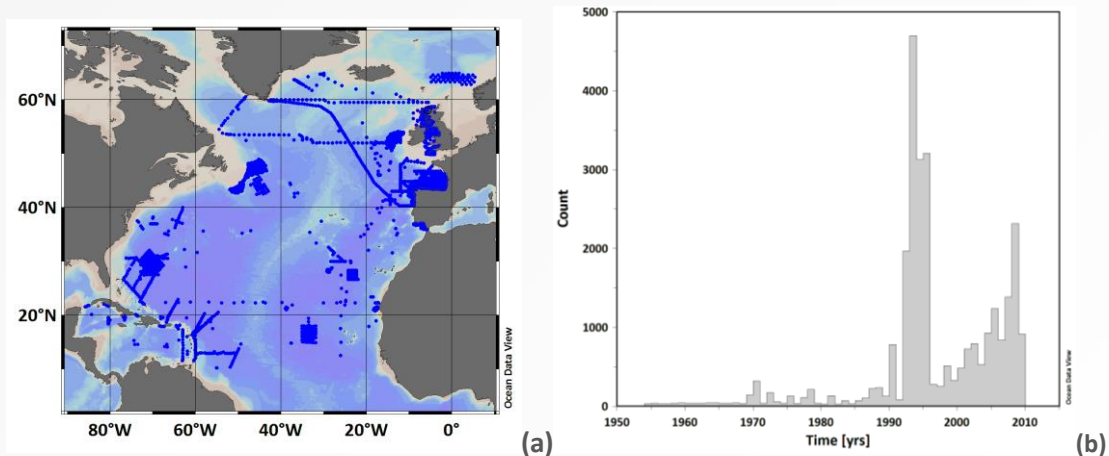 60°N
40°N
20°N
80°W
60°W
40°W
20°W
0°
Ocean Data View
(a)
5000
4000
3000
2000
1000
0
Count
1950
1960
1970
1980
1990
2000
2010
Time [yrs]
Ocean Data View
(b)